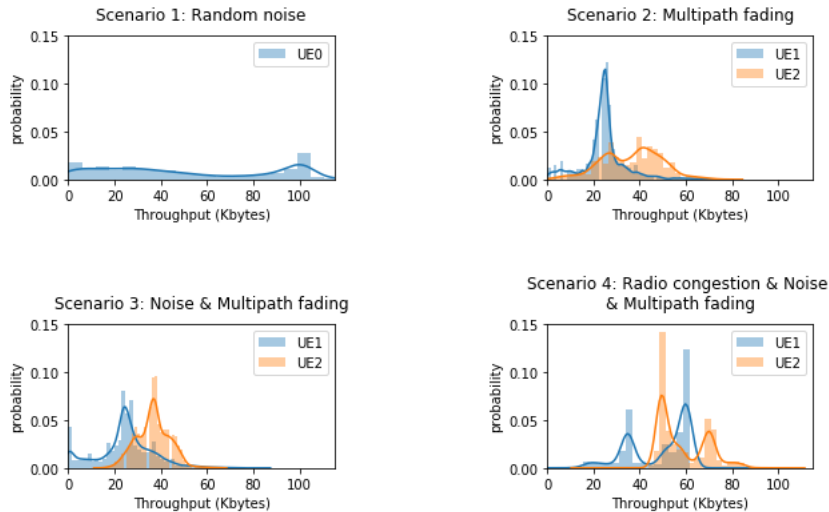 Scenario 1: Random noise
0.15
0.10
0.05
0.00
probability
UE0
0 20 40 60 80 100
Throughput (Kbytes)
Scenario 2: Multipath fading
0.15
0.10
0.05
0.00
probability
UE1
UE2
0 20 40 60 80 100
Throughput (Kbytes)
Scenario 3: Noise & Multipath fading
0.15
0.10
0.05
0.00
probability
UE1
UE2
0 20 40 60 80 100
Throughput (Kbytes)
Scenario 4: Radio congestion & Noise
& Multipath fading
0.15
0.10
0.05
0.00
probability
UE1
UE2
0 20 40 60 80 100
Throughput (Kbytes)